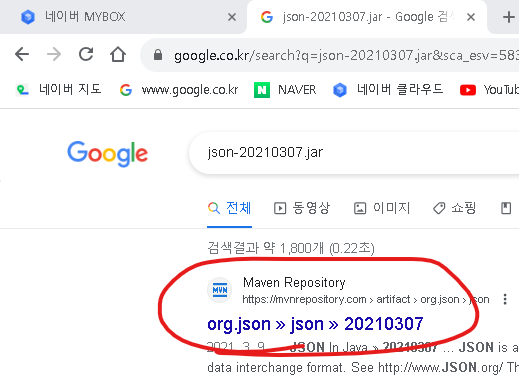 네이버 MYBOX
json-20210307.jar - Google 검색
google.co.kr/search?q=json-20210307.jar&sca_esv=583
네이버 지도 www.google.co.kr NAVER 네이버 클라우드 YouTub
Google json-20210307.jar
전체 동영상 이미지 쇼핑
검색결과 약 1,800개 (0.22초)
Maven Repository
MVN https://mvnrepository.com › artifact › org.json › json
org.json » json » 20210307
2021. 3. 9. — JSON In Java » 20210307 ... JSON is a
data interchange format. See http://www.JSON.org/ Th